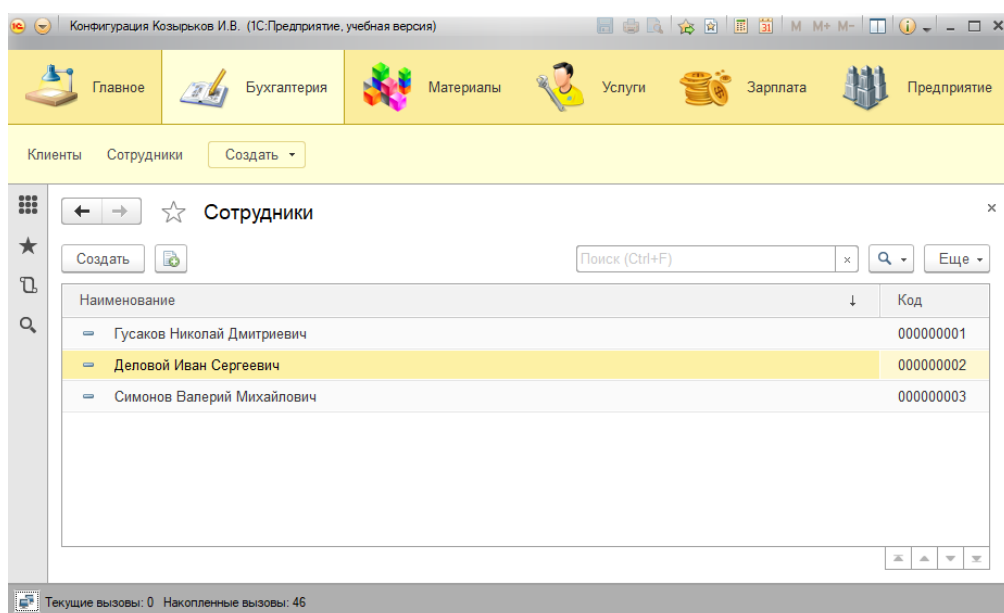 1С Конфигурация Козырьков И.В. (1С:Предприятие, учебная версия) 31 M M+ M-
Главное Бухгалтерия Материалы Услуги Зарплата Предприятие
Клиенты Сотрудники Создать
Сотрудники
Создать Поиск (Ctrl+F) x Еще
Наименование ↓ Код
Гусаков Николай Дмитриевич 000000001
Деловой Иван Сергеевич 000000002
Симонов Валерий Михайлович 000000003
Текущие вызовы: 0 Накопленные вызовы: 46